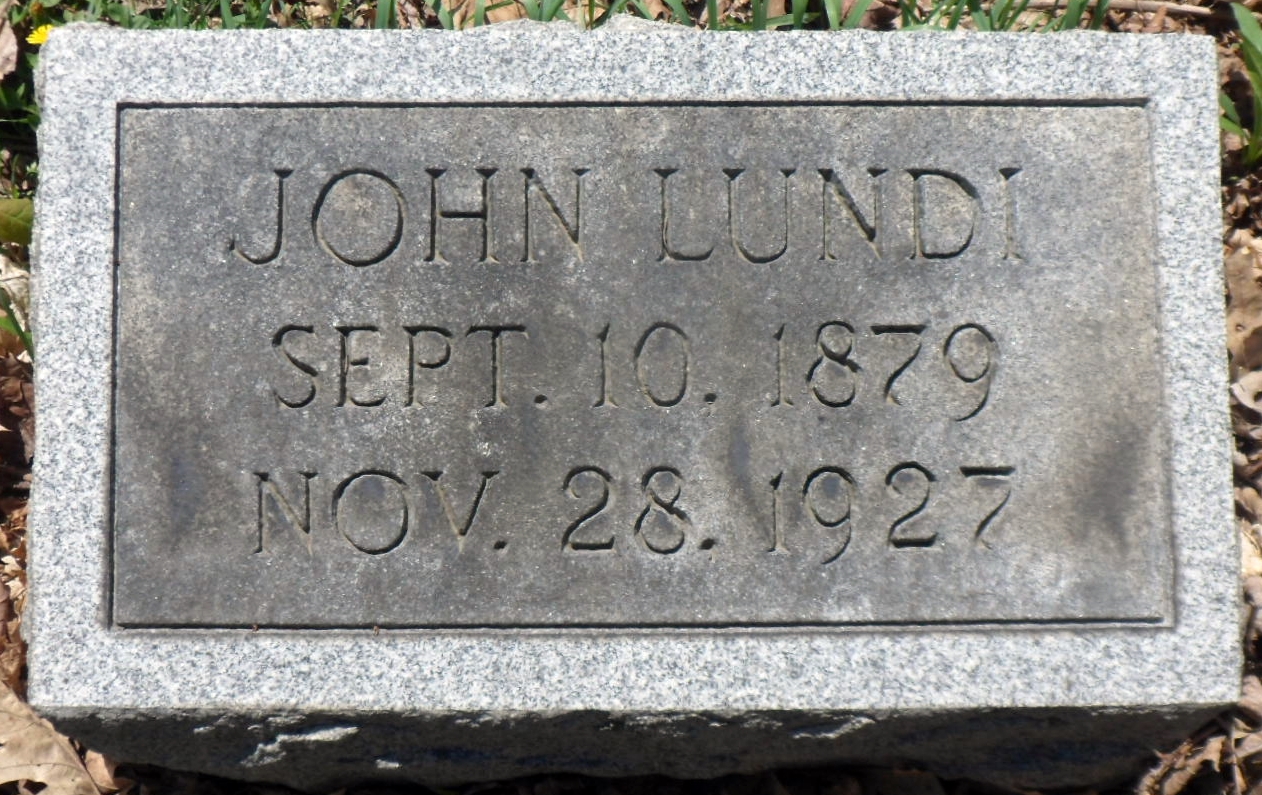 JOHN LUNDI
SEPT. 10. 1879
NOV. 28. 1927